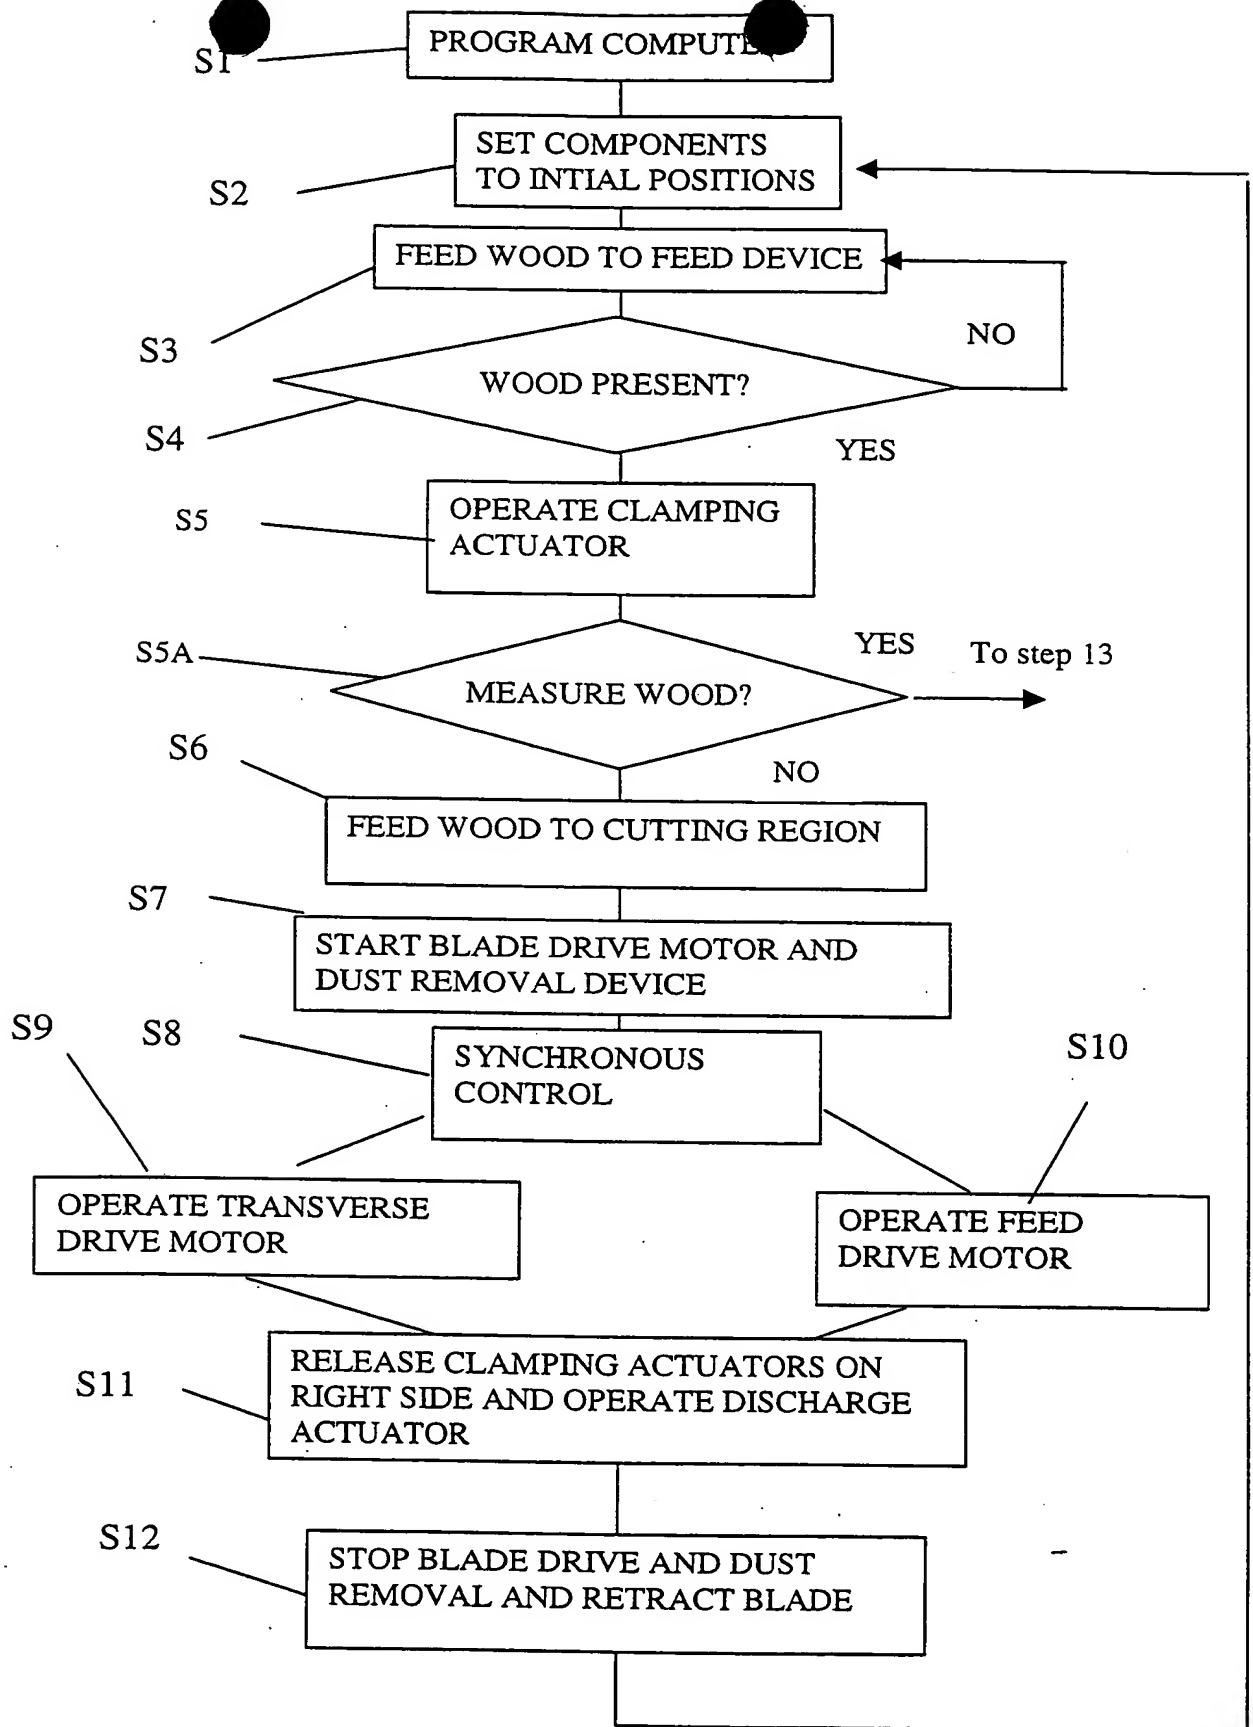 S1
PROGRAM COMPUTE
S2
SET COMPONENTS
TO INTIAL POSITIONS
S3
FEED WOOD TO FEED DEVICE
NO
S4
WOOD PRESENT?
YES
S5
OPERATE CLAMPING
ACTUATOR
S5A
MEASURE WOOD?
YES
To step 13
NO
S6
FEED WOOD TO CUTTING REGION
S7
START BLADE DRIVE MOTOR AND
DUST REMOVAL DEVICE
S8
SYNCHRONOUS
CONTROL
S9
OPERATE TRANSVERSE
DRIVE MOTOR
S10
OPERATE FEED
DRIVE MOTOR
S11
RELEASE CLAMPING ACTUATORS ON
RIGHT SIDE AND OPERATE DISCHARGE
ACTUATOR
S12
STOP BLADE DRIVE AND DUST
REMOVAL AND RETRACT BLADE